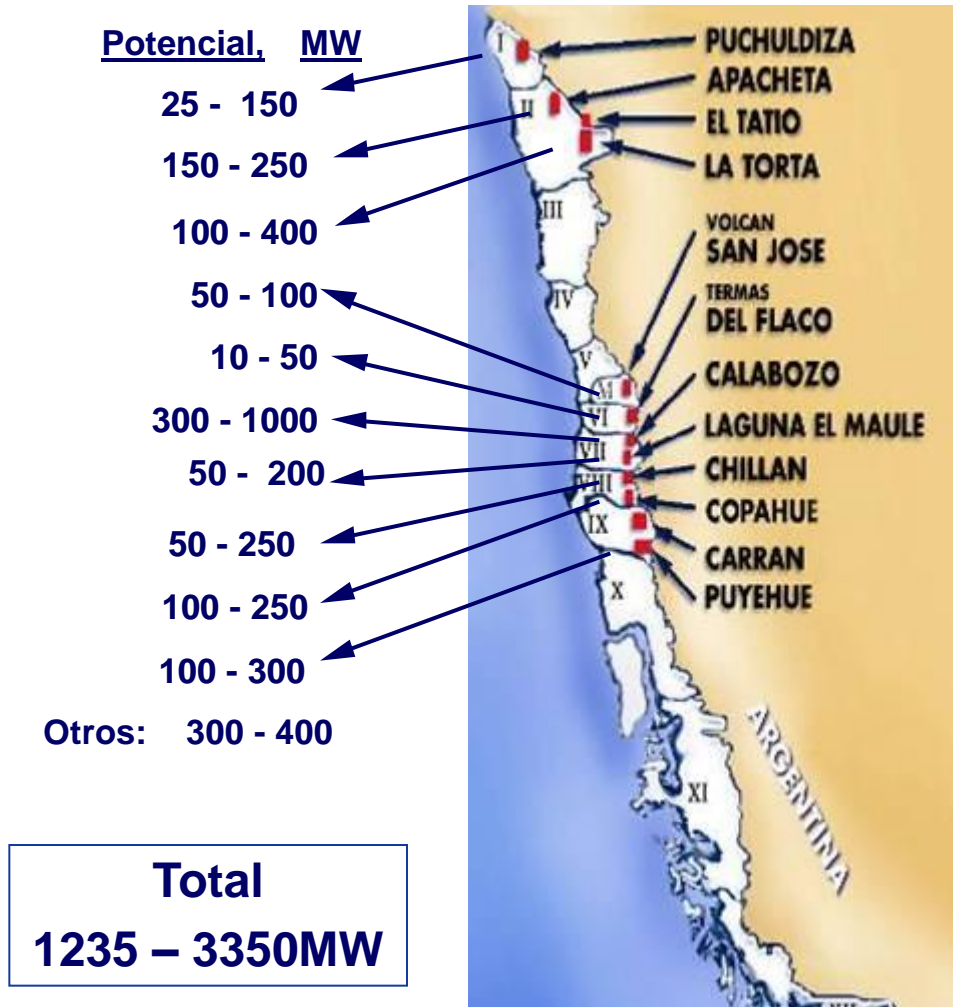 Potencial, MW
25 - 150
150 - 250
100 - 400
50 - 100
10 - 50
300 - 1000
50 - 200
50 - 250
100 - 250
100 - 300
Otros: 300 - 400
Total
1235 – 3350MW
I
II
III
IV
V
M
VI
VII
VIII
IX
X
XI
PUCHULDIZA
APACHETA
EL TATIO
LA TORTA
VOLCAN
SAN JOSE
TERMAS
DEL FLACO
CALABOZO
LAGUNA EL MAULE
CHILLAN
COPAHUE
CARRAN
PUYEHUE
ARGENTINA